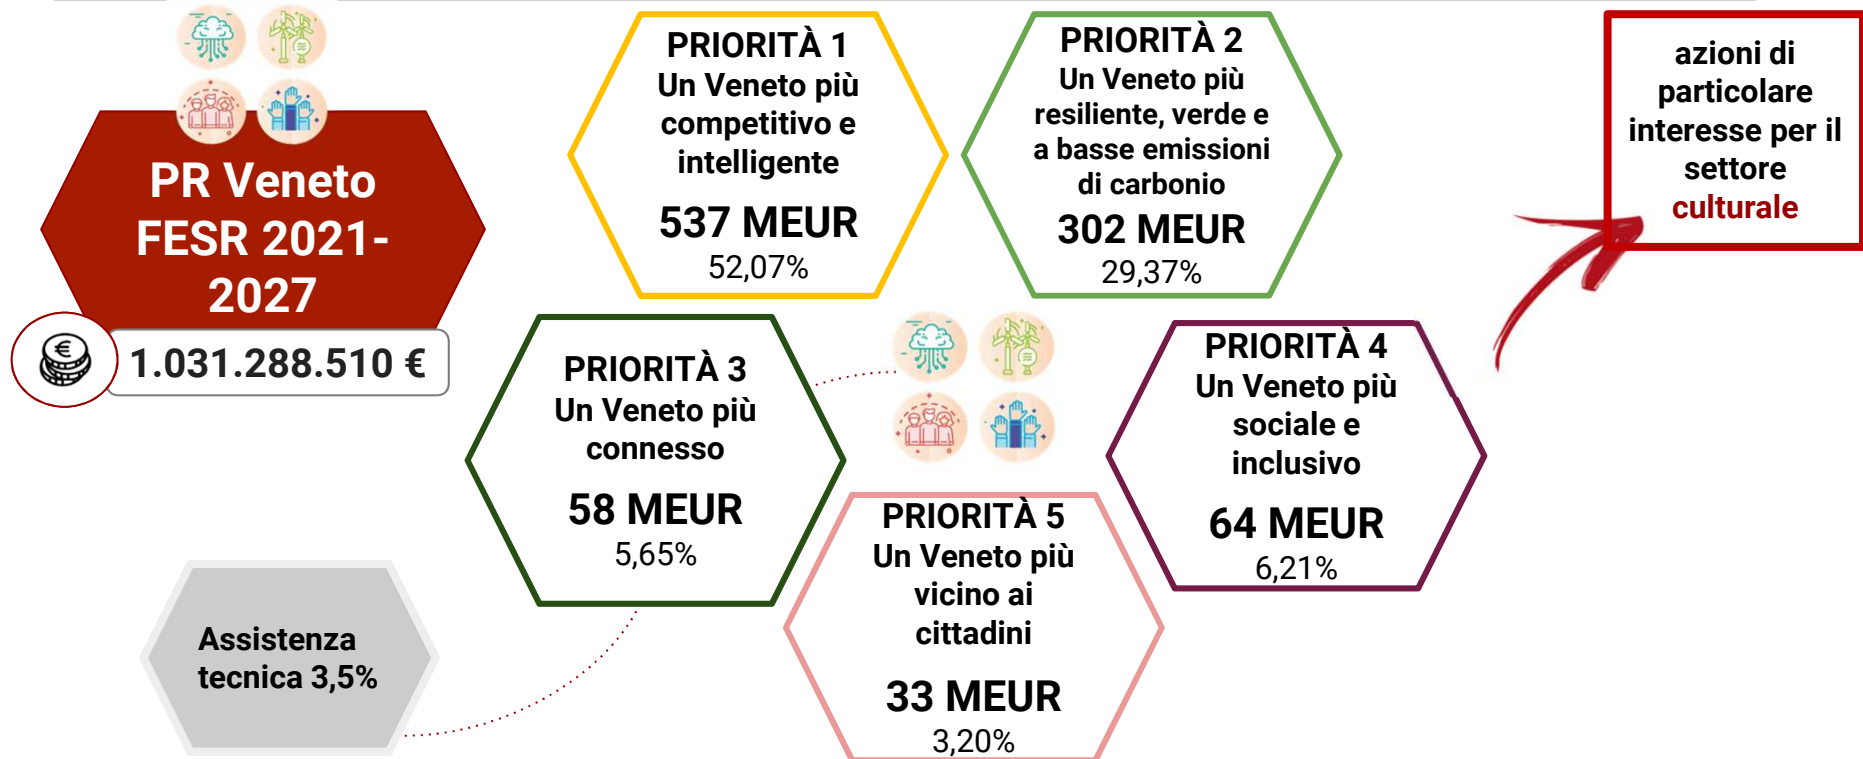 PR Veneto
FESR 2021-
2027
1.031.288.510 €
PRIORITÀ 1
Un Veneto più
competitivo e
intelligente
537 MEUR
52,07%
PRIORITÀ 2
Un Veneto più
resiliente, verde e
a basse emissioni
di carbonio
302 MEUR
29,37%
azioni di
particolare
interesse per il
settore
culturale
PRIORITÀ 3
Un Veneto più
connesso
58 MEUR
5,65%
PRIORITÀ 4
Un Veneto più
sociale e
inclusivo
64 MEUR
6,21%
PRIORITÀ 5
Un Veneto più
vicino ai
cittadini
33 MEUR
3,20%
Assistenza
tecnica 3,5%